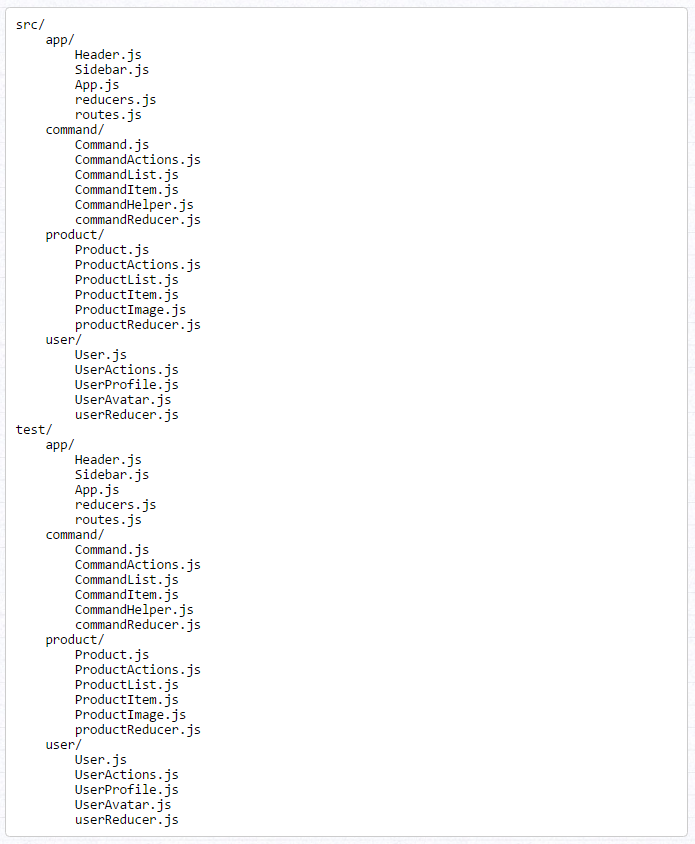 src/
    app/
        Header.js
        Sidebar.js
        App.js
        reducers.js
        routes.js
    command/
        Command.js
        CommandActions.js
        CommandList.js
        CommandItem.js
        CommandHelper.js
        commandReducer.js
    product/
        Product.js
        ProductActions.js
        ProductList.js
        ProductItem.js
        ProductImage.js
        productReducer.js
    user/
        User.js
        UserActions.js
        UserProfile.js
        UserAvatar.js
        userReducer.js
test/
    app/
        Header.js
        Sidebar.js
        App.js
        reducers.js
        routes.js
    command/
        Command.js
        CommandActions.js
        CommandList.js
        CommandItem.js
        CommandHelper.js
        commandReducer.js
    product/
        Product.js
        ProductActions.js
        ProductList.js
        ProductItem.js
        ProductImage.js
        productReducer.js
    user/
        User.js
        UserActions.js
        UserProfile.js
        UserAvatar.js
        userReducer.js